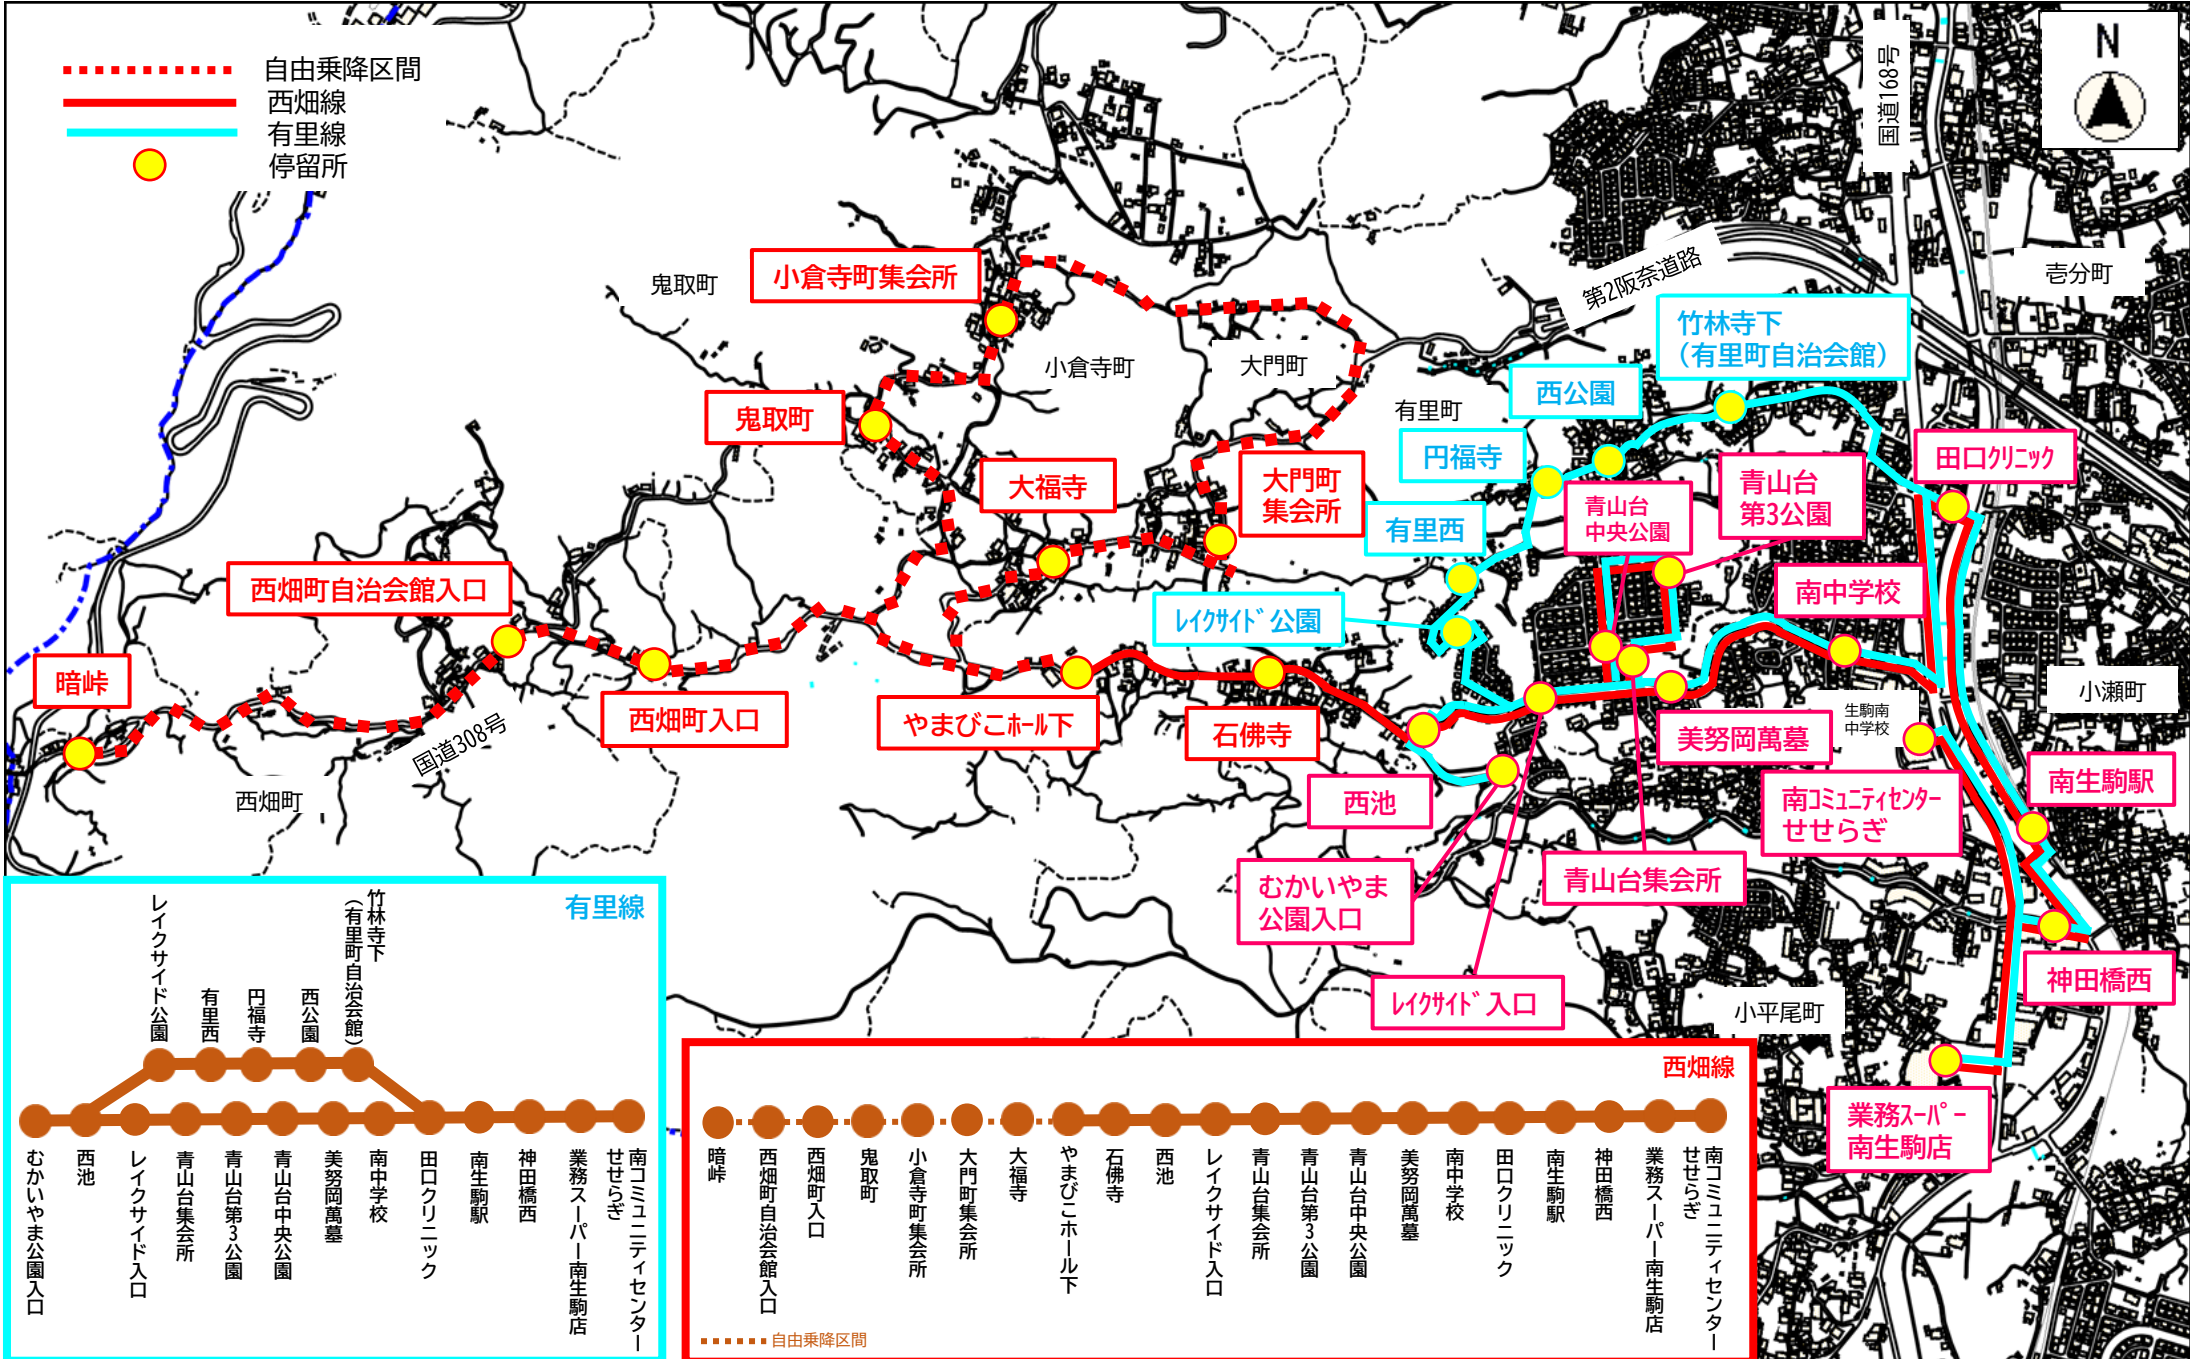 自由乗降区間
西畑線
有里線
停留所
N
国道168号
壱分町
第2阪奈道路
鬼取町
小倉寺町集会所
小倉寺町
大門町
竹林寺下
（有里町自治会館）
西公園
有里町
円福寺
田口ｸﾘﾆｯｸ
鬼取町
大福寺
大門町
集会所
有里西
青山台
中央公園
青山台
第3公園
西畑町自治会館入口
ﾚｲｸｻｲﾄﾞ公園
南中学校
暗峠
西畑町入口
やまびこﾎｰﾙ下
石佛寺
国道308号
西畑町
小瀬町
生駒南
中学校
美努岡萬墓
南生駒駅
西池
南ｺﾐｭﾆﾃｨｾﾝﾀｰ
せせらぎ
むかいやま
公園入口
青山台集会所
ﾚｲｸｻｲﾄﾞ入口
神田橋西
小平尾町
業務ｽｰﾊﾟｰ
南生駒店
有里線
レイクサイド公園
有里西
円福寺
西公園
竹林寺下
（有里町自治会館）
むかいやま公園入口
西池
レイクサイド入口
青山台集会所
青山台第3公園
青山台中央公園
美努岡萬墓
南中学校
田口クリニック
南生駒駅
神田橋西
業務スーパー南生駒店
南コミュニティセンター
せせらぎ
西畑線
暗峠
西畑町自治会館入口
西畑町入口
鬼取町
小倉寺町集会所
大門町集会所
大福寺
やまびこホール下
石佛寺
西池
レイクサイド入口
青山台集会所
青山台第3公園
青山台中央公園
美努岡萬墓
南中学校
田口クリニック
南生駒駅
神田橋西
業務スーパー南生駒店
南コミュニティセンター
せせらぎ
自由乗降区間